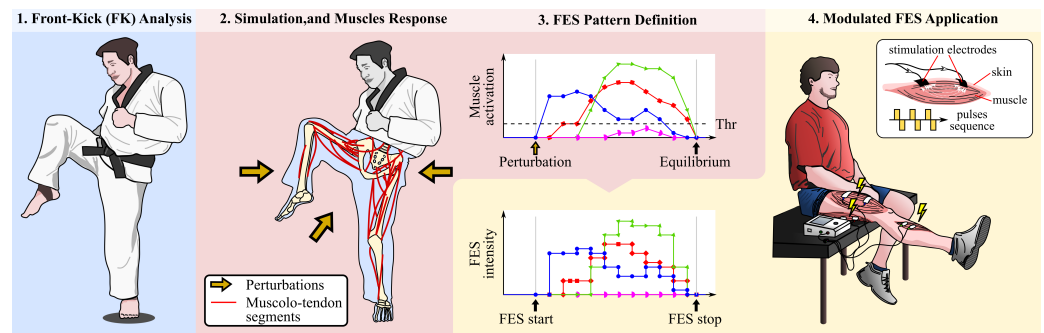 1. Front-Kick (FK) Analysis
2. Simulation,and Muscles Response
Perturbations
Muscolo-tendon
segments
3. FES Pattern Definition
Muscle
activation
Thr
Perturbation
Equilibrium
FES
intensity
FES start
FES stop
4. Modulated FES Application
stimulation electrodes
skin
muscle
pulses
sequence